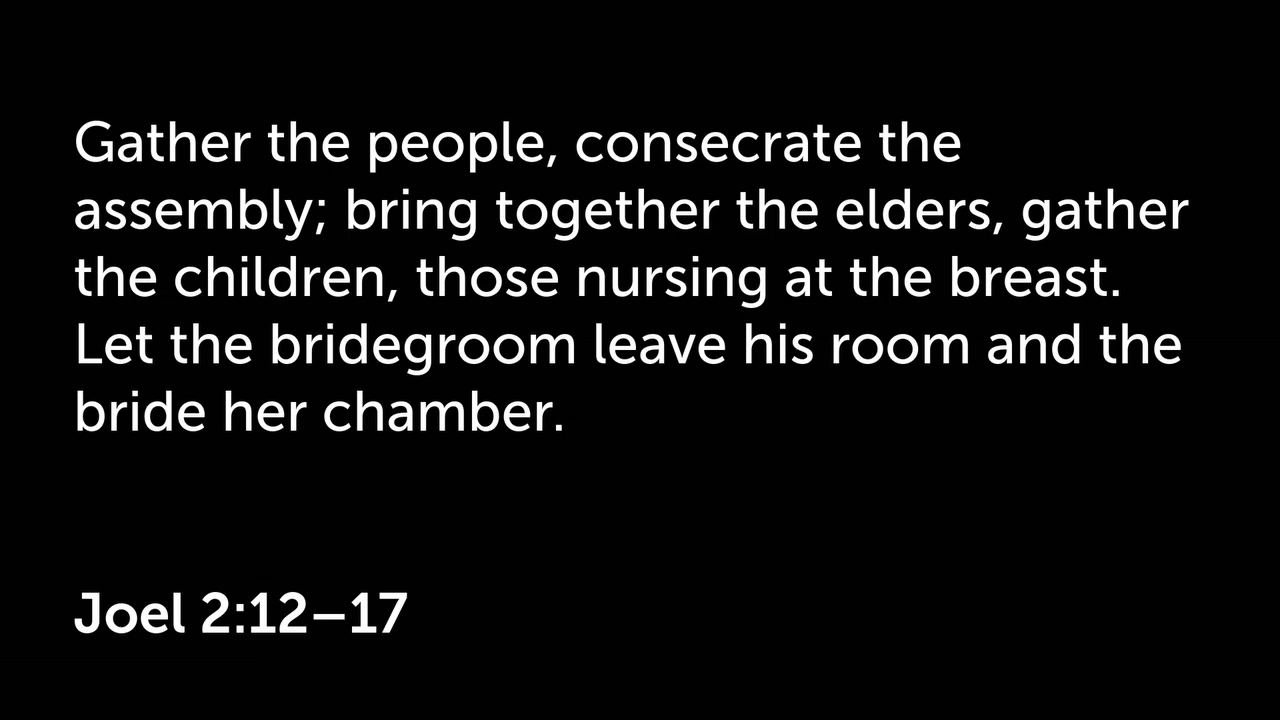 Gather the people, consecrate the
assembly; bring together the elders, gather
the children, those nursing at the breast.
Let the bridegroom leave his room and the
bride her chamber.
Joel 2:12–17